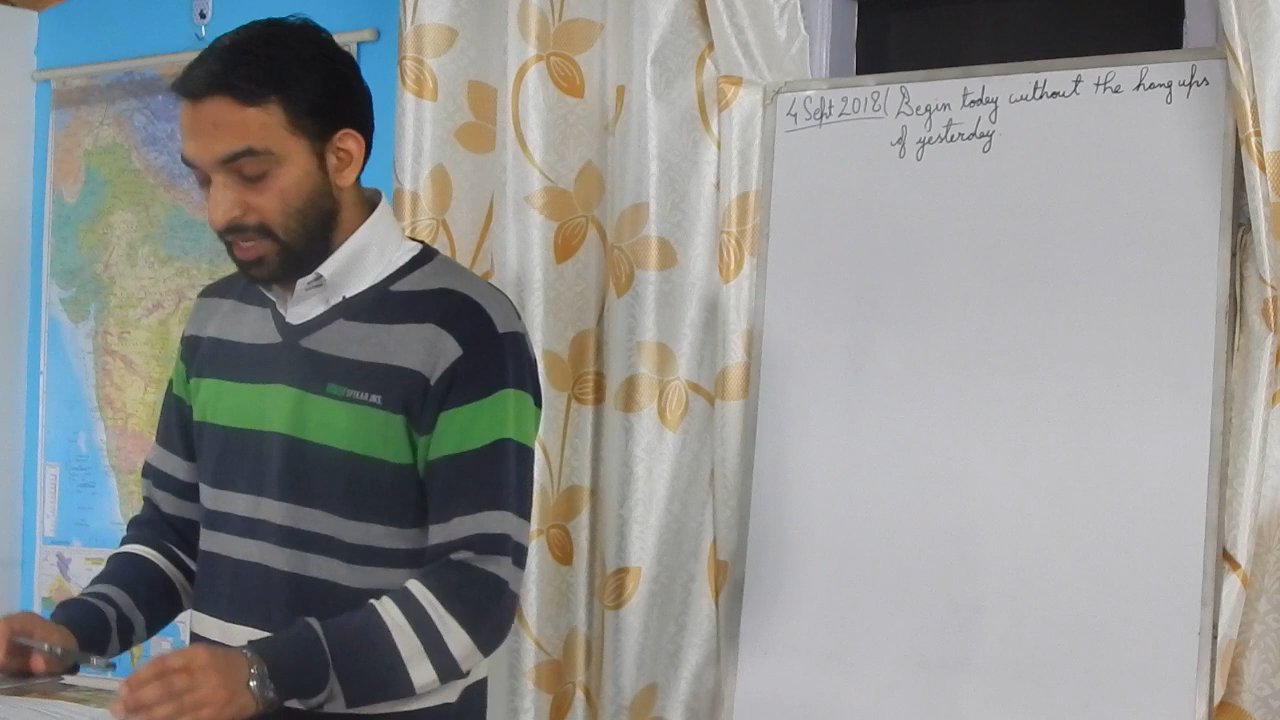 4 Sept 2018( Begin today without the hang ups
of yesterday.